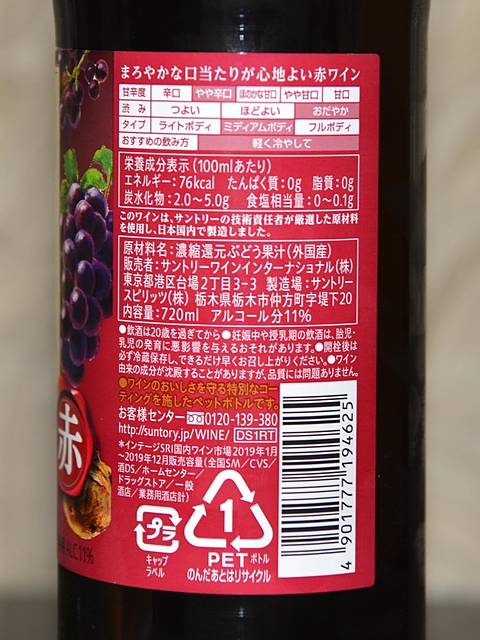 まろやかな口当たりが心地よい赤ワイン
甘辛度 辛口 やや辛口 ほのかな甘口 やや甘口 甘口
渋み つよい ほどよい おだやか
タイプ ライトボディ ミディアムボディ フルボディ
おすすめの飲み方 軽く冷やして
栄養成分表示(100mlあたり)
エネルギー:76kcal たんぱく質:0g 脂質:0g
炭水化物:2.0～5.0g 食塩相当量:0～0.1g
このワインは、サントリーの技術責任者が厳選した原材料
を使用し、日本国内で製造しました。
原材料名:濃縮還元ぶどう果汁(外国産)
販売者:サントリーワインインターナショナル(株)
東京都港区台場2丁目3-3 製造場:サントリー
スピリッツ(株) 栃木県栃木市仲方町字堤下20
内容量:720ml アルコール分11%
●飲酒は20歳を過ぎてから●妊娠中や授乳期の飲酒は、胎児・
乳児の発育に悪影響を与えるおそれがあります。●開栓後は
必ず冷蔵保存し、できるだけ早くお召し上がりください。●ワイン
由来の成分が沈殿することがありますが、品質には問題ありません。
●ワインのおいしさを守る特別なコー
ティングを施したペットボトルです。
お客様センター 0120-139-380
http://suntory.jp/WINE/ DS1RT
*インテージSRI国内ワイン市場2019年1月
～2019年12月販売容量(全国SM/CVS/
酒DS/ホームセンター/
ドラッグストア/一般
酒店/業務用酒店計)
プラ
キャップ
ラベル
1
PET ボトル
のんだあとはリサイクル
4 901777 194625
赤
ALC.11%